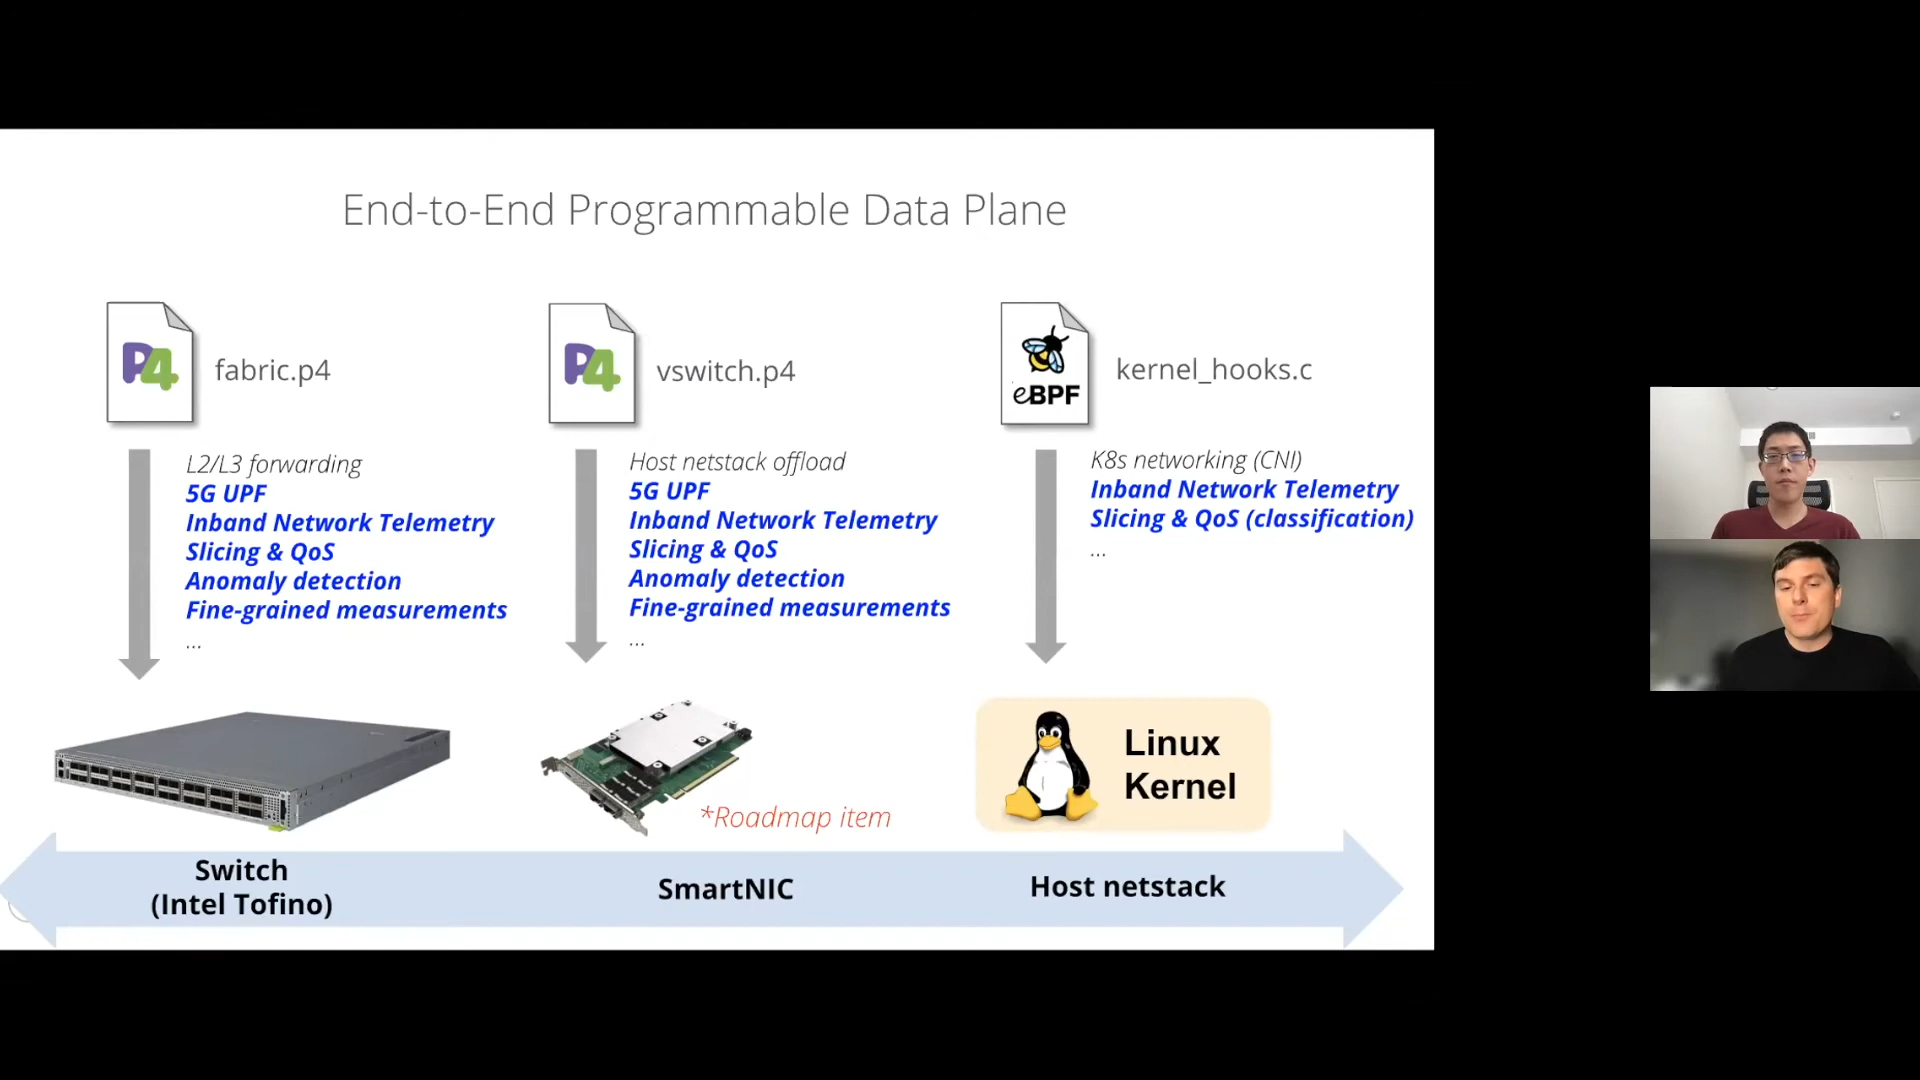 End-to-End Programmable Data Plane
P4
fabric.p4
L2/L3 forwarding
5G UPF
Inband Network Telemetry
Slicing & QoS
Anomaly detection
Fine-grained measurements
...
Switch
(Intel Tofino)
P4
vswitch.p4
Host netstack offload
5G UPF
Inband Network Telemetry
Slicing & QoS
Anomaly detection
Fine-grained measurements
...
*Roadmap item
SmartNIC
eBPF
kernel_hooks.c
K8s networking (CNI)
Inband Network Telemetry
Slicing & QoS (classification)
...
Linux
Kernel
Host netstack